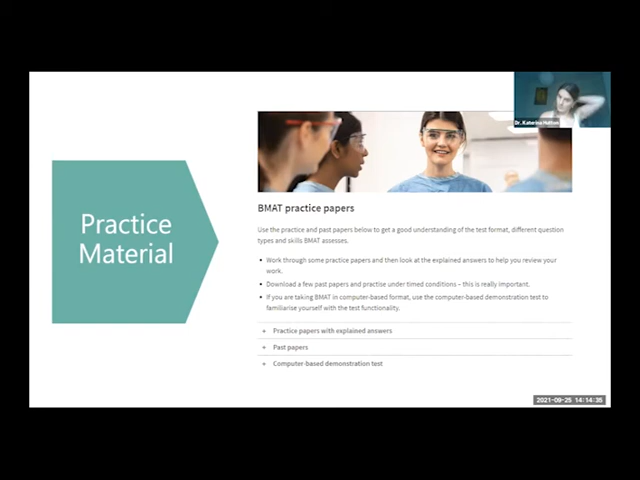 Dr. Katerina Hutton
Practice
Material
BMAT practice papers
Use the practice and past papers below to get a good understanding of the test format, different question
types and skills BMAT assesses.
Work through some practice papers and then look at the explained answers to help you review your
work.
Download a few past papers and practise under timed conditions – this is really important.
If you are taking BMAT in computer-based format, use the computer-based demonstration test to
familiarise yourself with the test functionality.
+ Practice papers with explained answers
+ Past papers
+ Computer-based demonstration test
2021-09-25 14:14:35